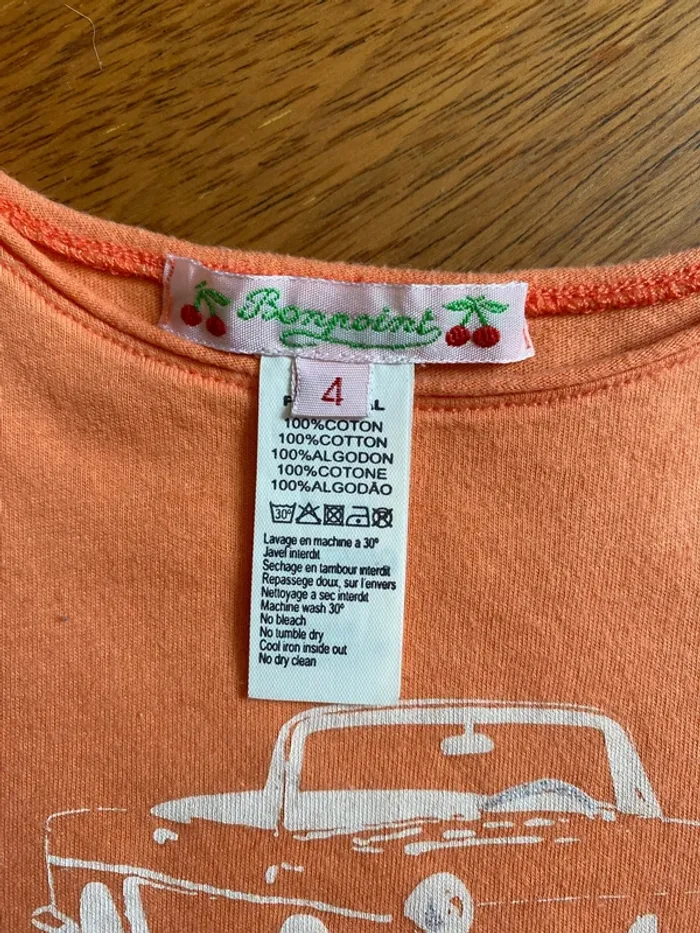 Bonpoint
4
100%COTON
100%COTTON
100%ALGODON
100%COTONE
100%ALGODÃO
30°
Lavage en machine a 30°
Javel interdit
Sechage en tambour interdit
Repassege doux, sur l'envers
Nettoyage a sec interdit
Machine wash 30°
No bleach
No tumble dry
Cool iron inside out
No dry clean